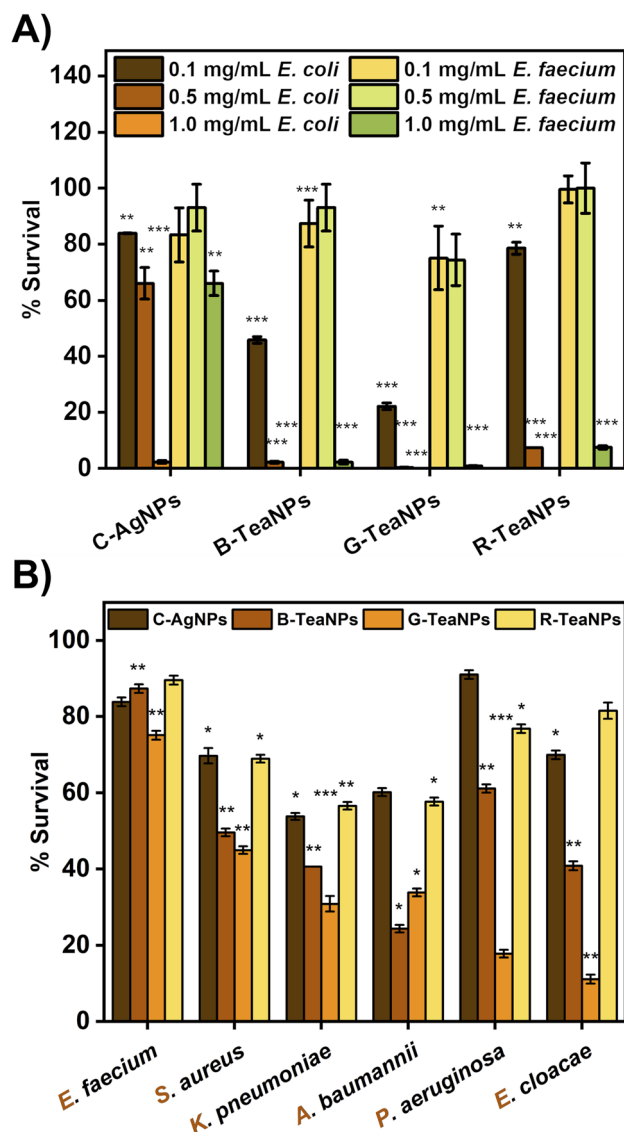 A)
0.1 mg/mL E. coli 0.1 mg/mL E. faecium
0.5 mg/mL E. coli 0.5 mg/mL E. faecium
1.0 mg/mL E. coli 1.0 mg/mL E. faecium
% Survival
140
120
100
80
60
40
20
0
** ** *** ** *** *** *** *** *** *** *** *** ** *** ** *** *** ***
C-AgNPs B-TeaNPs G-TeaNPs R-TeaNPs
B)
C-AgNPs B-TeaNPs G-TeaNPs R-TeaNPs
% Survival
100
80
60
40
20
0
** ** * ** ** * * ** *** ** * * * ** *** * * ** **
E. faecium S. aureus K. pneumoniae A. baumannii P. aeruginosa E. cloacae